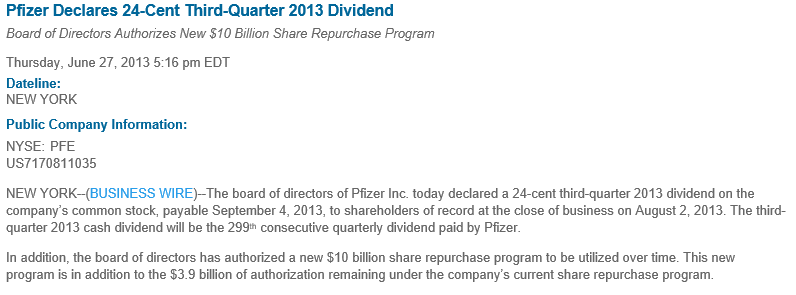 Pfizer Declares 24-Cent Third-Quarter 2013 Dividend
Board of Directors Authorizes New $10 Billion Share Repurchase Program
Thursday, June 27, 2013 5:16 pm EDT
Dateline:
NEW YORK
Public Company Information:
NYSE: PFE
US7170811035
NEW YORK--(BUSINESS WIRE)--The board of directors of Pfizer Inc. today declared a 24-cent third-quarter 2013 dividend on the
company’s common stock, payable September 4, 2013, to shareholders of record at the close of business on August 2, 2013. The third-
quarter 2013 cash dividend will be the 299th consecutive quarterly dividend paid by Pfizer.
In addition, the board of directors has authorized a new $10 billion share repurchase program to be utilized over time. This new
program is in addition to the $3.9 billion of authorization remaining under the company’s current share repurchase program.